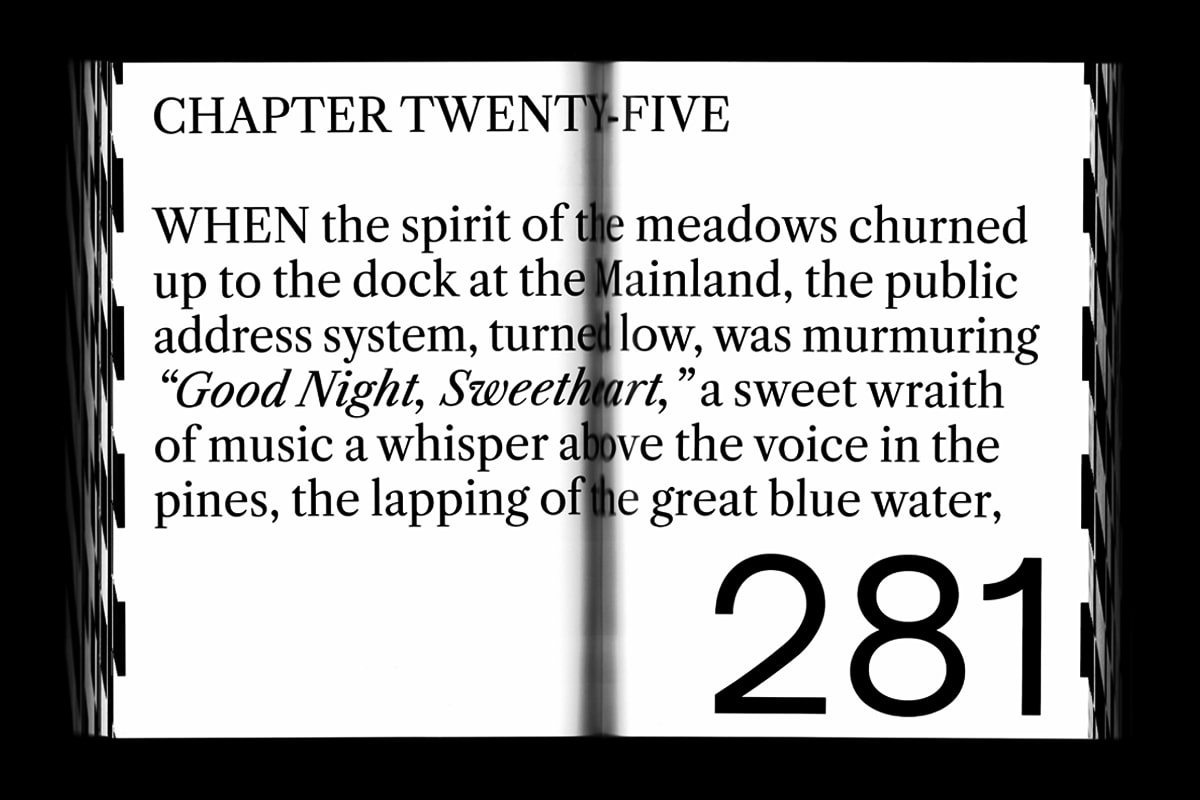 CHAPTER TWENTY-FIVE
WHEN the spirit of the meadows churned
up to the dock at the Mainland, the public
address system, turned low, was murmuring
“Good Night, Sweetheart,” a sweet wraith
of music a whisper above the voice in the
pines, the lapping of the great blue water,
281